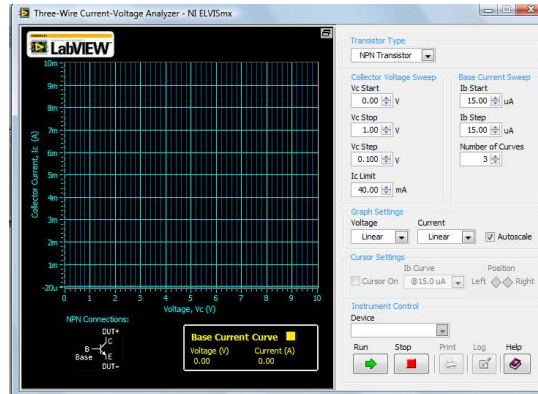 Three-Wire Current-Voltage Analyzer - NI ELVISmx
LabVIEW
10m
9m
8m
7m
6m
5m
4m
3m
2m
1m
-20u
Collector Current, Ic (A)
0 1 2 3 4 5 6 7 8 9 10
Voltage, Vc (V)
NPN Connections:
DUT+
C
B
Base
E
DUT-
Base Current Curve
Voltage (V) Current (A)
0.00 0.00
Transistor Type
NPN Transistor
Collector Voltage Sweep
Vc Start
0.00 V
Vc Stop
1.00 V
Vc Step
0.100 V
Ic Limit
40.00 mA
Base Current Sweep
Ib Start
15.00 uA
Ib Step
15.00 uA
Number of Curves
3
Graph Settings
Voltage Current
Linear Linear Autoscale
Cursor Settings
Ib Curve Position
Cursor On @15.0 uA Left Right
Instrument Control
Device
Run Stop Print Log Help